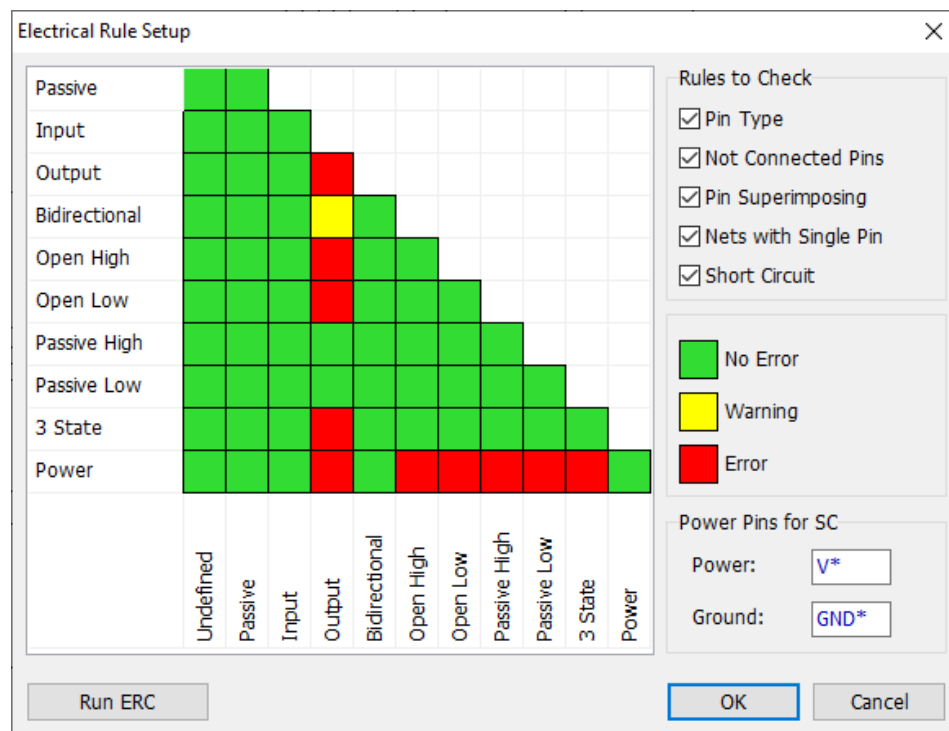 Electrical Rule Setup
Passive
Input
Output
Bidirectional
Open High
Open Low
Passive High
Passive Low
3 State
Power
Undefined
Passive
Input
Output
Bidirectional
Open High
Open Low
Passive High
Passive Low
3 State
Power
Rules to Check
Pin Type
Not Connected Pins
Pin Superimposing
Nets with Single Pin
Short Circuit
No Error
Warning
Error
Power Pins for SC
Power: V*
Ground: GND*
Run ERC
OK
Cancel